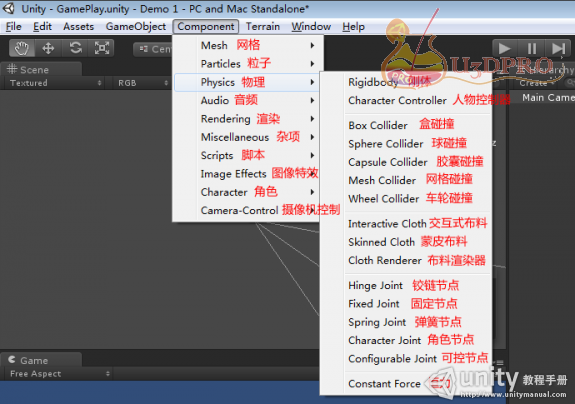 Unity - GamePlay.unity - Demo 1 - PC and Mac Standalone*
File Edit Assets GameObject Component Terrain Window Help
U3DPRO
Scene
Textured RGB
Hierarchy
Create
Main Came
Mesh 网格
Particles 粒子
Physics 物理
Audio 音频
Rendering 渲染
Miscellaneous 杂项
Scripts 脚本
Image Effects 图像特效
Character 角色
Camera-Control 摄像机控制
Rigidbody 刚体
Character Controller 人物控制器
Box Collider 盒碰撞
Sphere Collider 球碰撞
Capsule Collider 胶囊碰撞
Mesh Collider 网格碰撞
Wheel Collider 车轮碰撞
Interactive Cloth 交互式布料
Skinned Cloth 蒙皮布料
Cloth Renderer 布料渲染器
Hinge Joint 铰链节点
Fixed Joint 固定节点
Spring Joint 弹簧节点
Character Joint 角色节点
Configurable Joint 可控节点
Constant Force
Game
Free Aspect
unity 教程手册
http://www.unitymanual.com